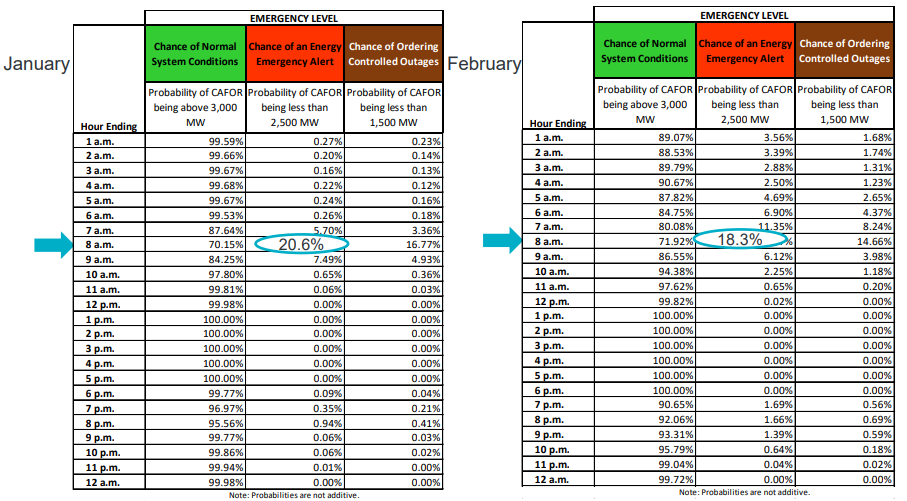 January
EMERGENCY LEVEL
Chance of Normal System Conditions Chance of an Energy Emergency Alert Chance of Ordering Controlled Outages
Hour Ending Probability of CAFOR being above 3,000 MW Probability of CAFOR being less than 2,500 MW Probability of CAFOR being less than 1,500 MW
1 a.m. 99.59% 0.27% 0.23%
2 a.m. 99.66% 0.20% 0.14%
3 a.m. 99.67% 0.16% 0.13%
4 a.m. 99.68% 0.22% 0.12%
5 a.m. 99.67% 0.24% 0.16%
6 a.m. 99.53% 0.26% 0.18%
7 a.m. 87.64% 5.70% 3.36%
8 a.m. 70.15% 20.6% 16.77%
9 a.m. 84.25% 7.49% 4.93%
10 a.m. 97.80% 0.65% 0.36%
11 a.m. 99.81% 0.06% 0.03%
12 p.m. 99.98% 0.00% 0.00%
1 p.m. 100.00% 0.00% 0.00%
2 p.m. 100.00% 0.00% 0.00%
3 p.m. 100.00% 0.00% 0.00%
4 p.m. 100.00% 0.00% 0.00%
5 p.m. 100.00% 0.00% 0.00%
6 p.m. 99.77% 0.09% 0.04%
7 p.m. 96.97% 0.35% 0.21%
8 p.m. 95.56% 0.94% 0.41%
9 p.m. 99.77% 0.06% 0.03%
10 p.m. 99.86% 0.06% 0.02%
11 p.m. 99.94% 0.01% 0.00%
12 a.m. 99.98% 0.00% 0.00%
Note: Probabilities are not additive.
February
EMERGENCY LEVEL
Chance of Normal System Conditions Chance of an Energy Emergency Alert Chance of Ordering Controlled Outages
Hour Ending Probability of CAFOR being above 3,000 MW Probability of CAFOR being less than 2,500 MW Probability of CAFOR being less than 1,500 MW
1 a.m. 89.07% 3.56% 1.68%
2 a.m. 88.53% 3.39% 1.74%
3 a.m. 89.79% 2.88% 1.31%
4 a.m. 90.67% 2.50% 1.23%
5 a.m. 87.82% 4.69% 2.65%
6 a.m. 84.75% 6.90% 4.37%
7 a.m. 80.08% 11.35% 8.24%
8 a.m. 71.92% 18.3% % 14.66%
9 a.m. 86.55% 6.12% 3.98%
10 a.m. 94.38% 2.25% 1.18%
11 a.m. 97.62% 0.65% 0.20%
12 p.m. 99.82% 0.02% 0.00%
1 p.m. 100.00% 0.00% 0.00%
2 p.m. 100.00% 0.00% 0.00%
3 p.m. 100.00% 0.00% 0.00%
4 p.m. 100.00% 0.00% 0.00%
5 p.m. 100.00% 0.00% 0.00%
6 p.m. 100.00% 0.00% 0.00%
7 p.m. 90.65% 1.69% 0.56%
8 p.m. 92.06% 1.66% 0.69%
9 p.m. 93.31% 1.39% 0.59%
10 p.m. 95.79% 0.64% 0.18%
11 p.m. 99.04% 0.04% 0.02%
12 a.m. 99.72% 0.00% 0.00%
Note: Probabilities are not additive.